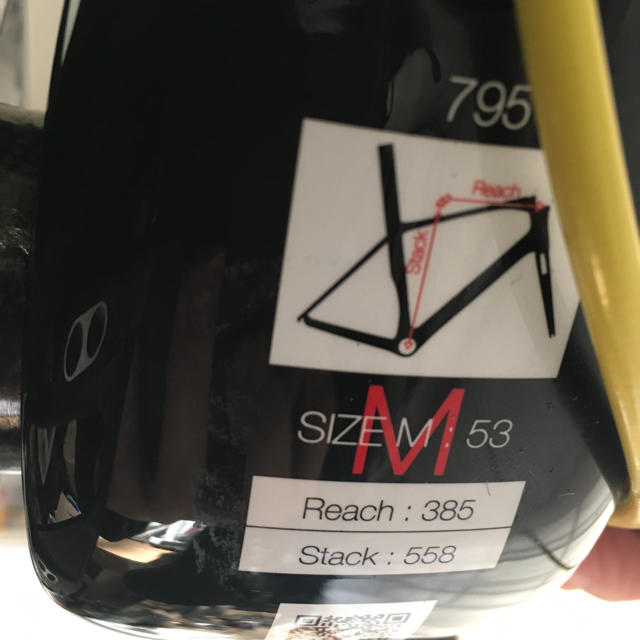 795
Reach
Stack
SIZE M : 53
M
Reach : 385
Stack : 558